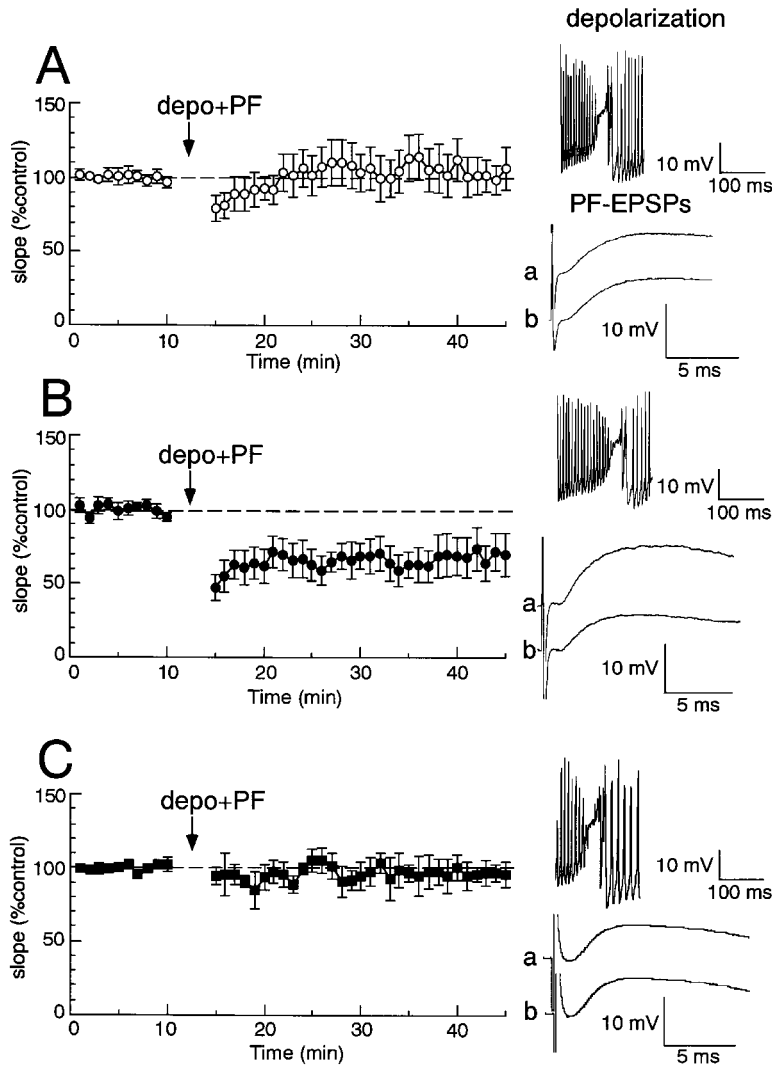 depolarization
A
150
depo+PF
100
50
0
slope (%control)
0 10 20 30 40
Time (min)
10 mV
100 ms
PF-EPSPs
a
b
10 mV
5 ms
B
150
depo+PF
100
50
0
slope (%control)
0 10 20 30 40
Time (min)
10 mV
100 ms
a
b
10 mV
5 ms
C
150
depo+PF
100
50
0
slope (%control)
0 10 20 30 40
Time (min)
10 mV
100 ms
a
b
10 mV
5 ms